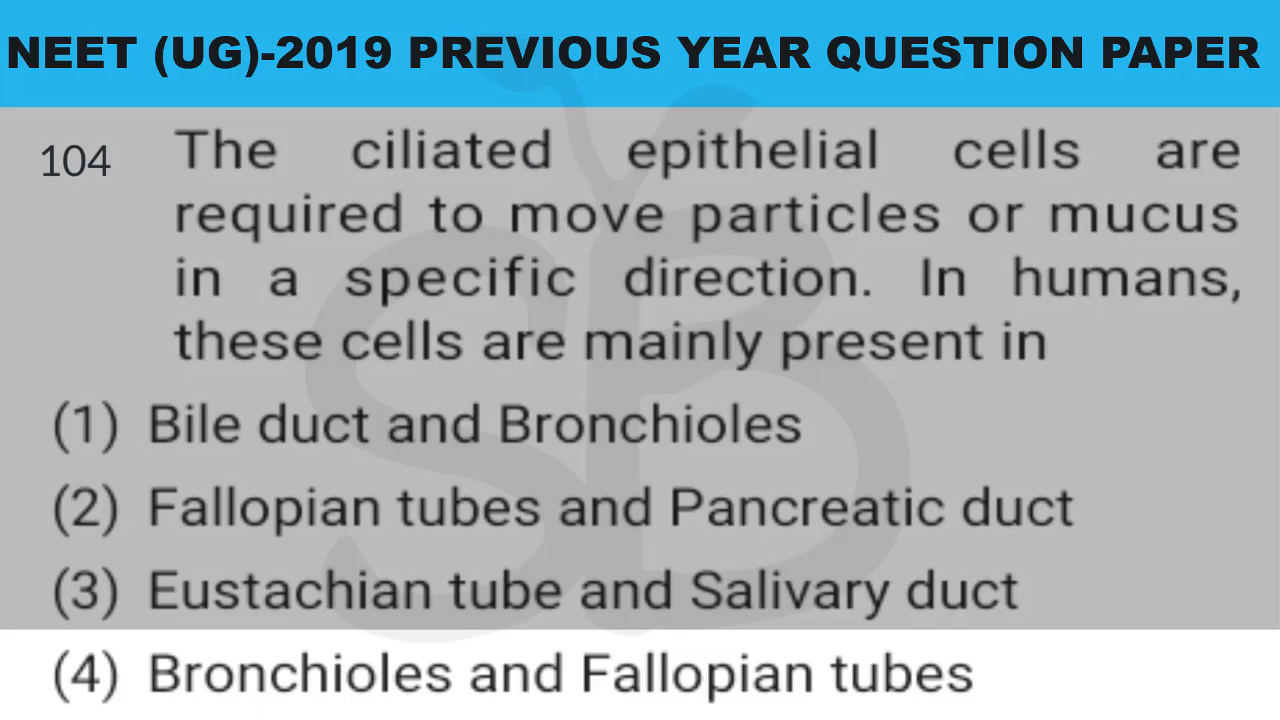 NEET (UG)-2019 PREVIOUS YEAR QUESTION PAPER
104 The ciliated epithelial cells are
required to move particles or mucus
in a specific direction. In humans,
these cells are mainly present in
(1) Bile duct and Bronchioles
(2) Fallopian tubes and Pancreatic duct
(3) Eustachian tube and Salivary duct
(4) Bronchioles and Fallopian tubes
SB